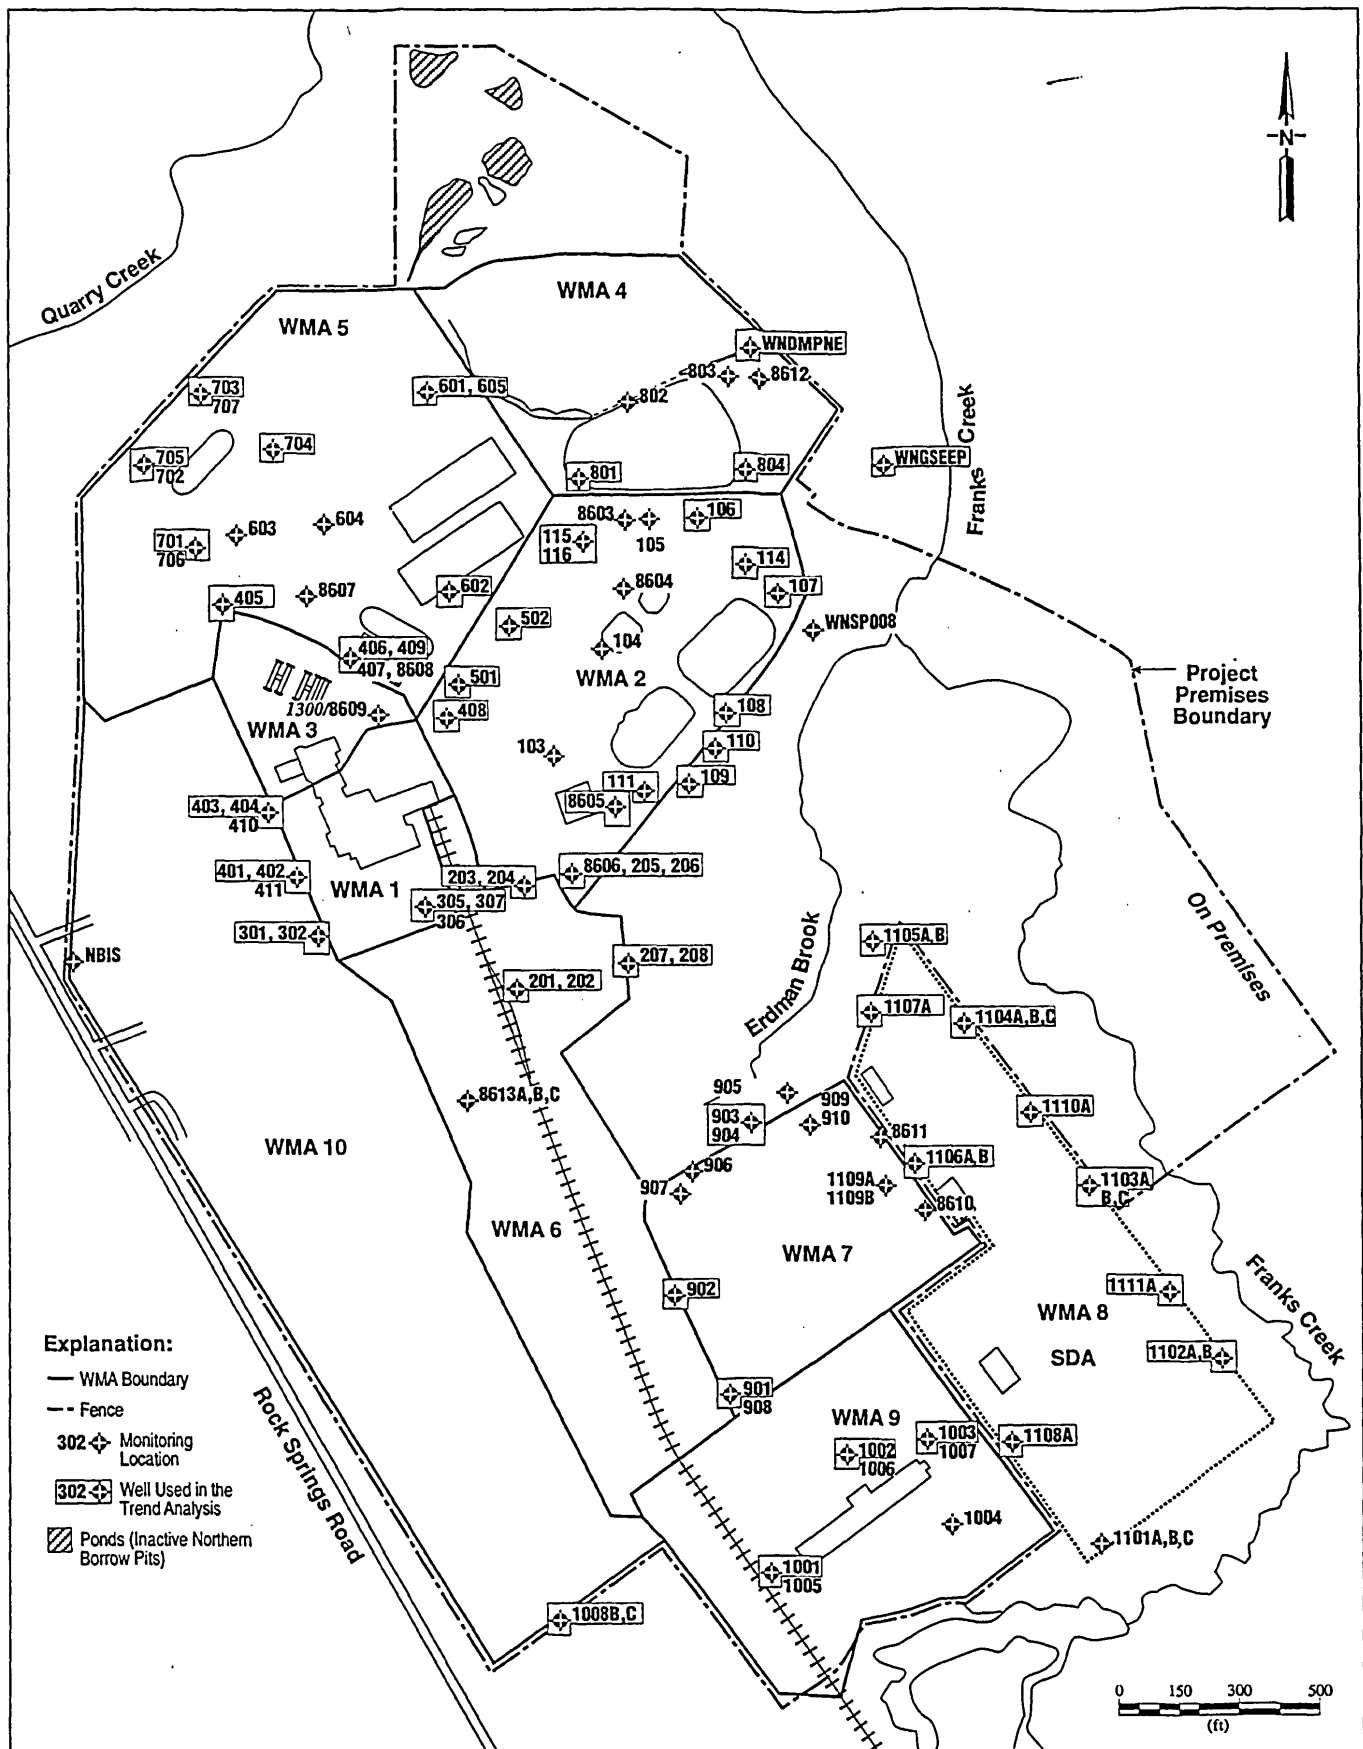 N
Quarry Creek
WMA 5
WMA 4
WNDMPNE
803
8612
703
707
601, 605
802
Franks Creek
704
705
702
801
804
WNGSEEP
8603
105
106
603
604
701
706
115
116
114
8604
107
602
405
8607
502
WNSP008
104
406, 409
407, 8608
WMA 2
Project
Premises
Boundary
501
1300/8609
408
108
WMA 3
103
110
111
109
8605
403, 404
410
401, 402
411
WMA 1
203, 204
8606, 205, 206
305, 307
306
On Premises
301, 302
1105A,B
NBIS
207, 208
Erdman Brook
201, 202
1107A
1104A,B,C
905
8613A,B,C
909
910
903
904
1110A
8611
WMA 10
906
1106A,B
907
1109A
1109B
1103A
B,C
8610
WMA 6
WMA 7
902
1111A
Franks Creek
WMA 8
SDA
1102A,B
Explanation:
WMA Boundary
Fence
302 Monitoring
Location
302 Well Used in the
Trend Analysis
Ponds (Inactive Northern
Borrow Pits)
Rock Springs Road
901
908
WMA 9
1003
1007
1108A
1002
1006
1004
1101A,B,C
1001
1005
1008B,C
0 150 300 500
(ft)